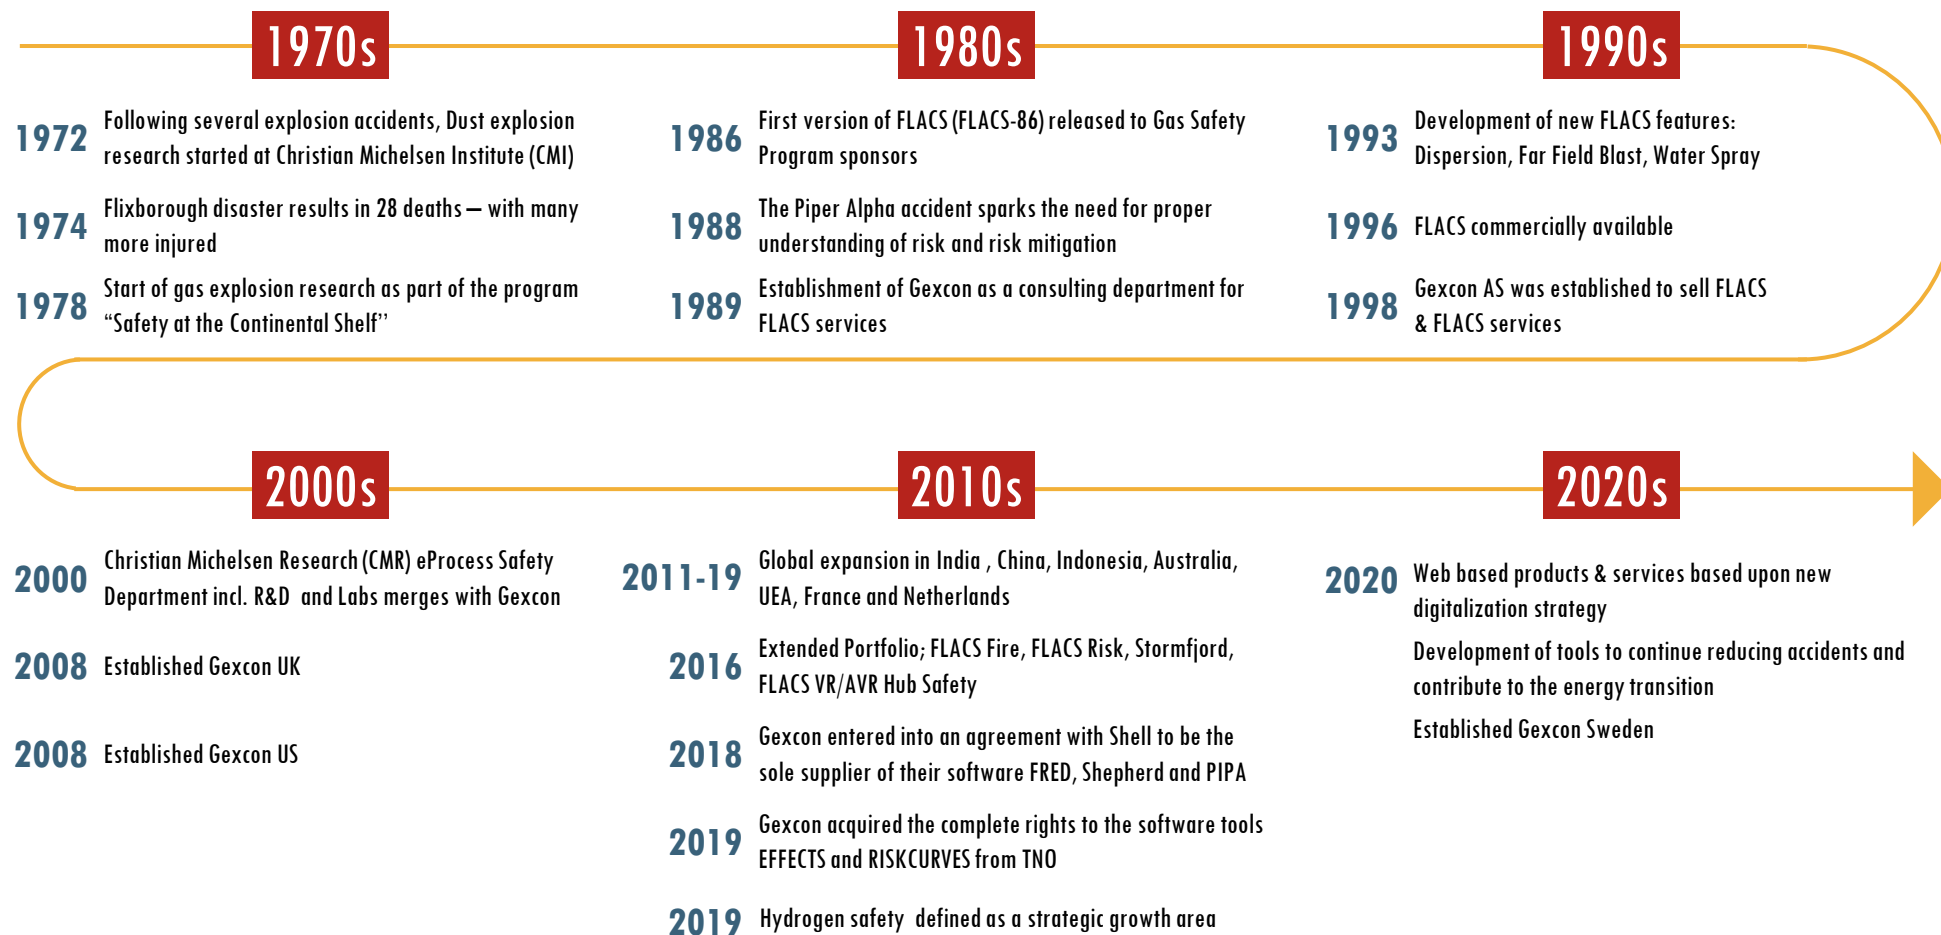 1970s
1972
Following several explosion accidents, Dust explosion
research started at Christian Michelsen Institute (CMI)
1974
Flixborough disaster results in 28 deaths – with many
more injured
1978
Start of gas explosion research as part of the program
“Safety at the Continental Shelf’’
1980s
1986
First version of FLACS (FLACS-86) released to Gas Safety
Program sponsors
1988
The Piper Alpha accident sparks the need for proper
understanding of risk and risk mitigation
1989
Establishment of Gexcon as a consulting department for
FLACS services
1990s
1993
Development of new FLACS features:
Dispersion, Far Field Blast, Water Spray
1996
FLACS commercially available
1998
Gexcon AS was established to sell FLACS
& FLACS services
2000s
2000
Christian Michelsen Research (CMR) eProcess Safety
Department incl. R&D and Labs merges with Gexcon
2008
Established Gexcon UK
2008
Established Gexcon US
2010s
2011-19
Global expansion in India , China, Indonesia, Australia,
UEA, France and Netherlands
2016
Extended Portfolio; FLACS Fire, FLACS Risk, Stormfjord,
FLACS VR/AVR Hub Safety
2018
Gexcon entered into an agreement with Shell to be the
sole supplier of their software FRED, Shepherd and PIPA
2019
Gexcon acquired the complete rights to the software tools
EFFECTS and RISKCURVES from TNO
2019
Hydrogen safety defined as a strategic growth area
2020s
2020
Web based products & services based upon new
digitalization strategy
Development of tools to continue reducing accidents and
contribute to the energy transition
Established Gexcon Sweden